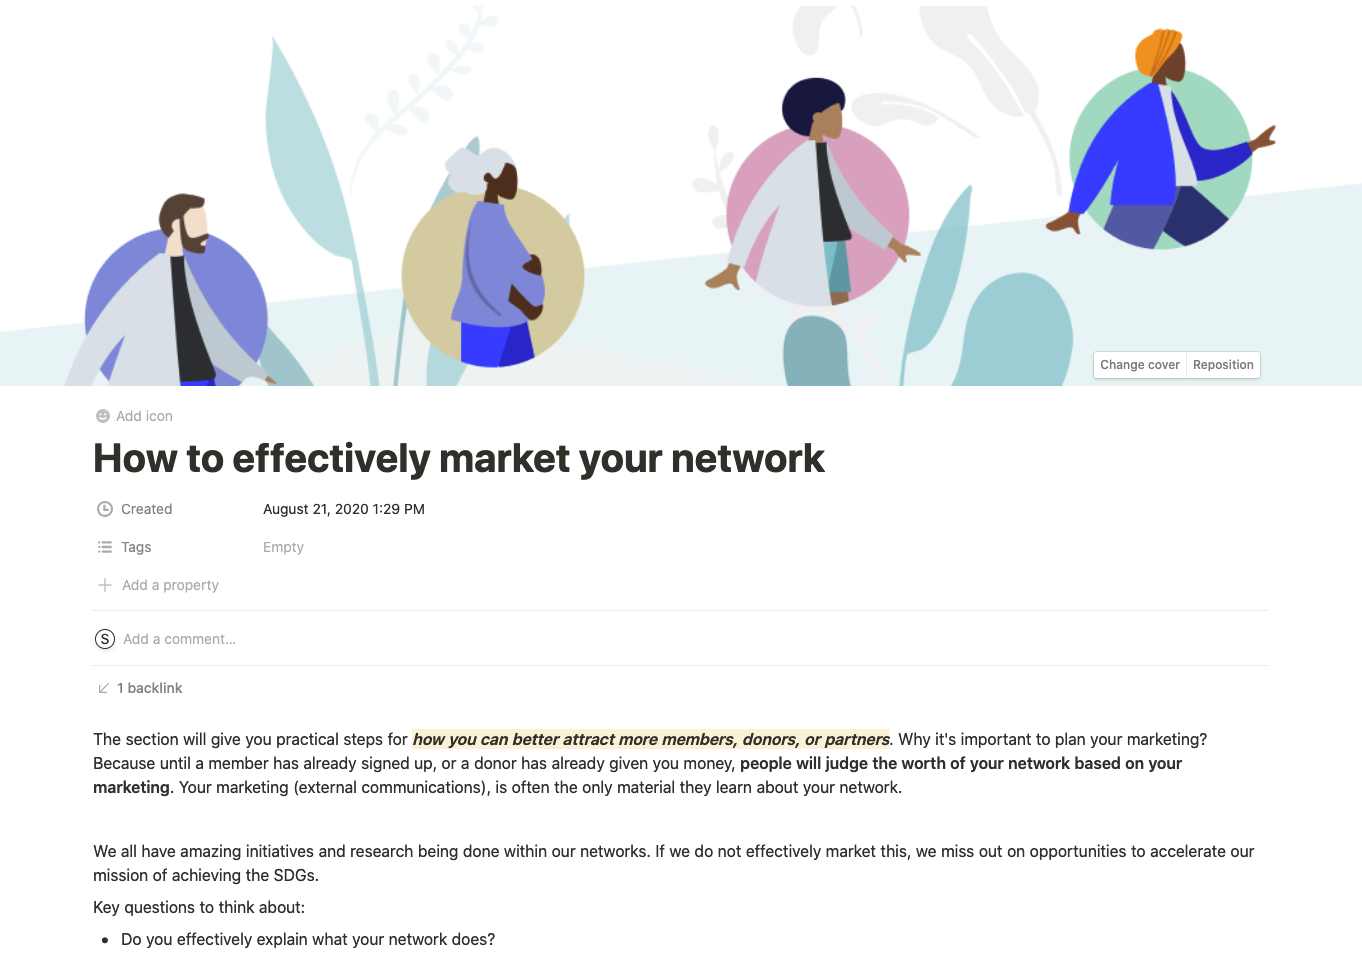 Change cover Reposition
Add icon
How to effectively market your network
Created August 21, 2020 1:29 PM
Tags Empty
Add a property
S Add a comment...
1 backlink
The section will give you practical steps for how you can better attract more members, donors, or partners. Why it's important to plan your marketing?
Because until a member has already signed up, or a donor has already given you money, people will judge the worth of your network based on your
marketing. Your marketing (external communications), is often the only material they learn about your network.
We all have amazing initiatives and research being done within our networks. If we do not effectively market this, we miss out on opportunities to accelerate our
mission of achieving the SDGs.
Key questions to think about:
• Do you effectively explain what your network does?